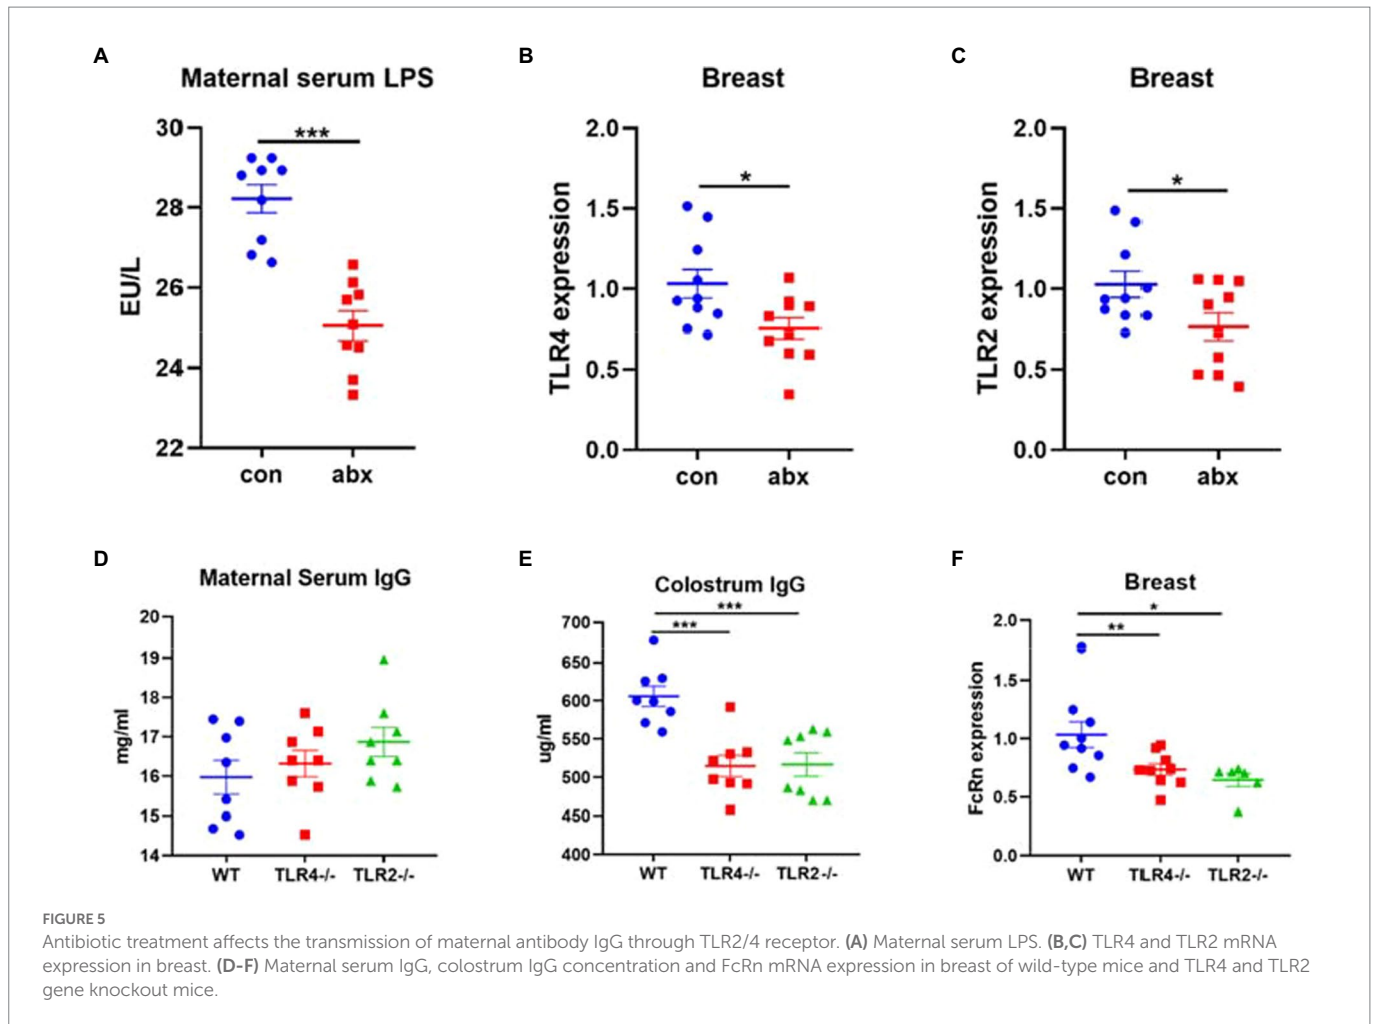 A
Maternal serum LPS
30
28
26
24
22
EU/L
***
con
abx
B
Breast
2.0
1.5
1.0
0.5
0.0
TLR4 expression
*
con
abx
C
Breast
2.0
1.5
1.0
0.5
0.0
TLR2 expression
*
con
abx
D
Maternal Serum IgG
20
19
18
17
16
15
14
mg/ml
WT
TLR4-/-
TLR2-/-
E
Colostrum IgG
700
650
600
550
500
450
400
ug/ml
***
***
WT
TLR4-/-
TLR2-/-
F
Breast
2.0
1.5
1.0
0.5
0.0
FcRn expression
*
**
WT
TLR4-/-
TLR2-/-
FIGURE 5
Antibiotic treatment affects the transmission of maternal antibody IgG through TLR2/4 receptor. (A) Maternal serum LPS. (B,C) TLR4 and TLR2 mRNA
expression in breast. (D-F) Maternal serum IgG, colostrum IgG concentration and FcRn mRNA expression in breast of wild-type mice and TLR4 and TLR2
gene knockout mice.